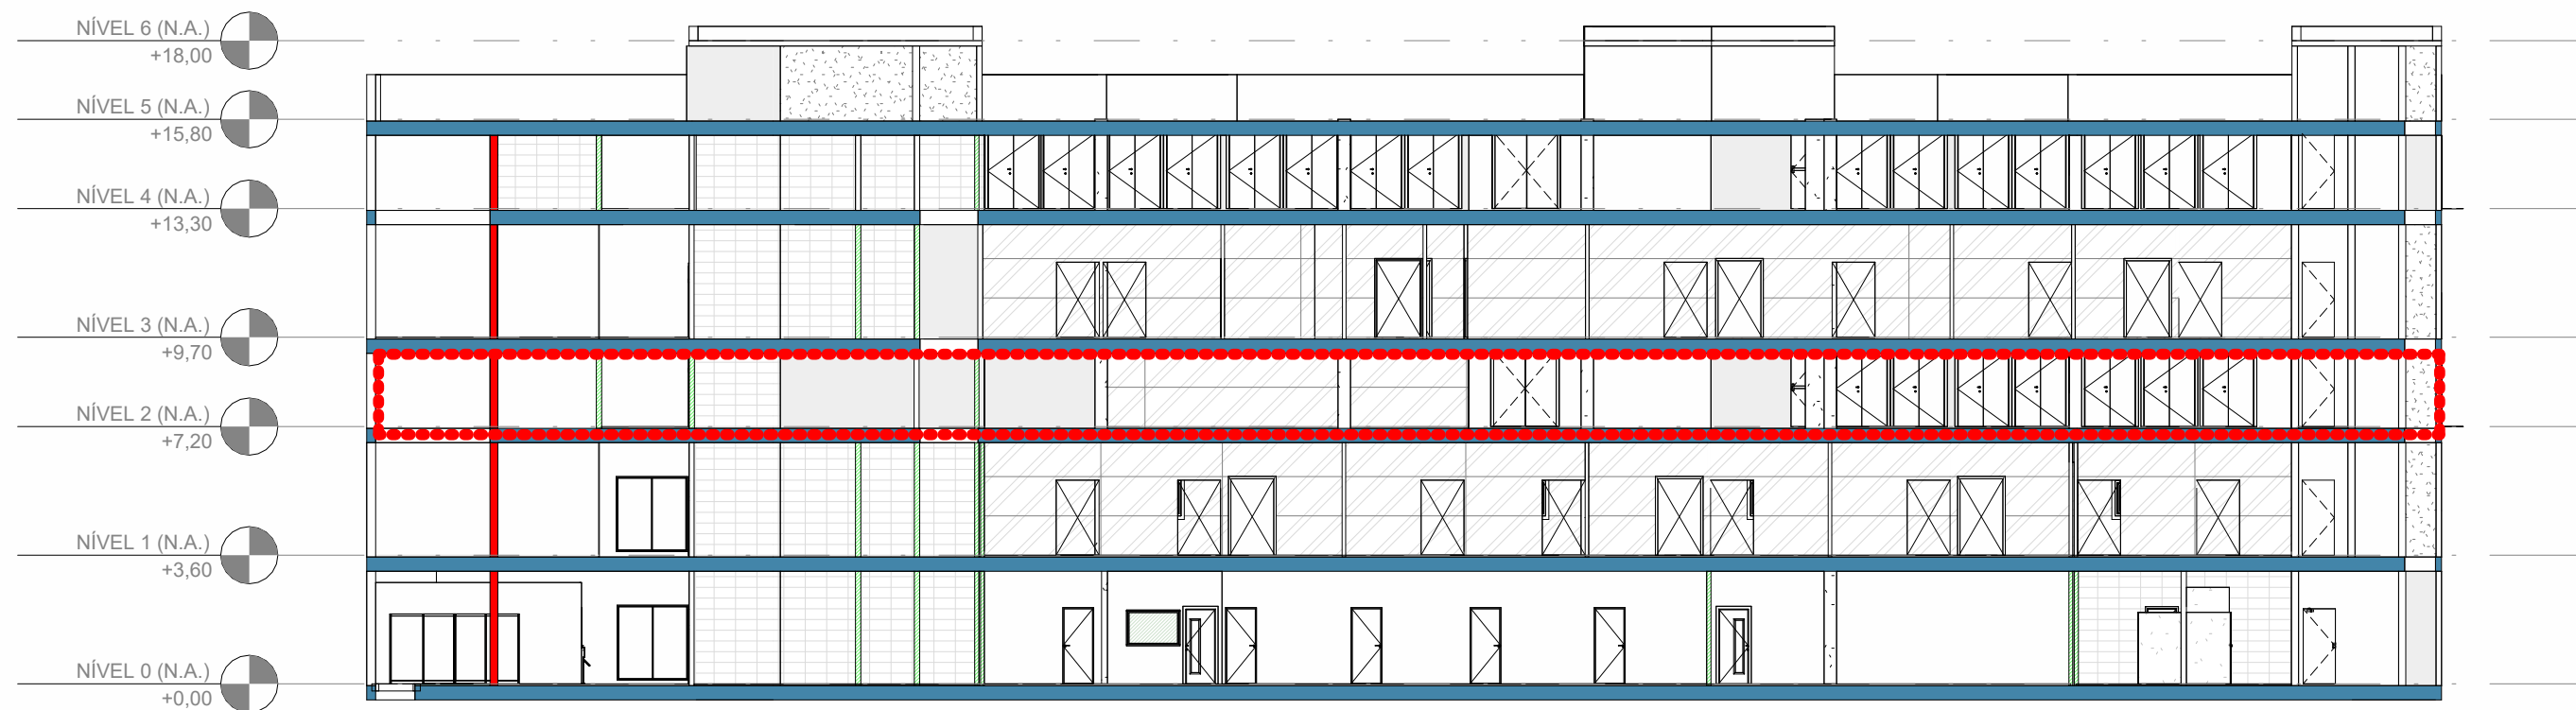 NÍVEL 6 (N.A.)
+18,00
NÍVEL 5 (N.A.)
+15,80
NÍVEL 4 (N.A.)
+13,30
NÍVEL 3 (N.A.)
+9,70
NÍVEL 2 (N.A.)
+7,20
NÍVEL 1 (N.A.)
+3,60
NÍVEL 0 (N.A.)
+0,00